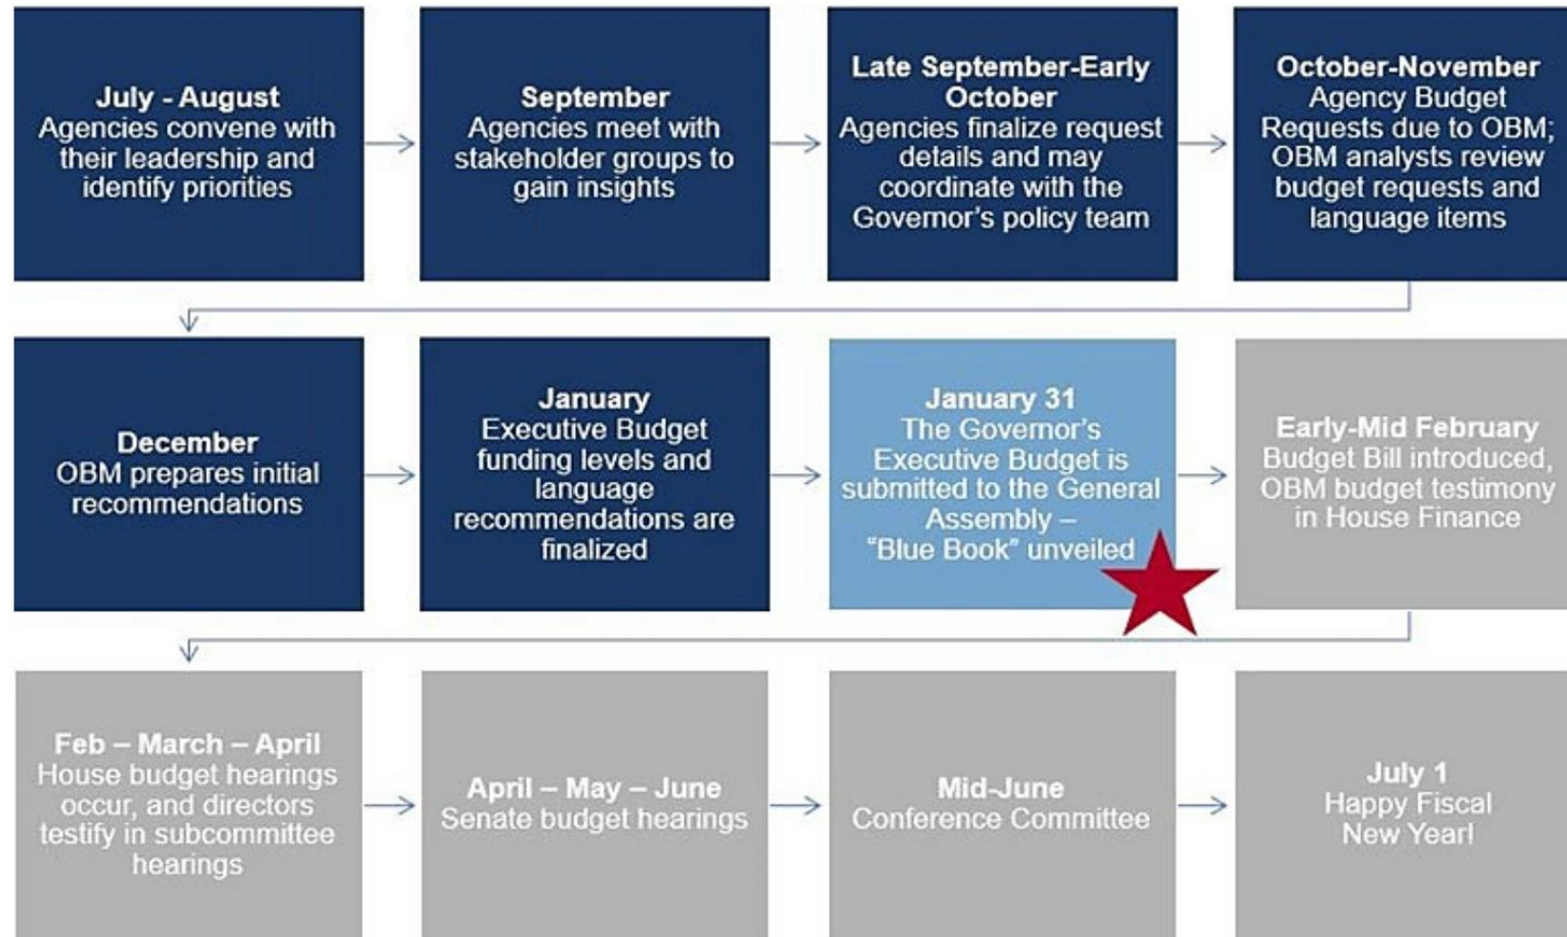 July - August
Agencies convene with
their leadership and
identify priorities
September
Agencies meet with
stakeholder groups to
gain insights
Late September-Early
October
Agencies finalize request
details and may
coordinate with the
Governor's policy team
October-November
Agency Budget
Requests due to OBM;
OBM analysts review
budget requests and
language items
December
OBM prepares initial
recommendations
January
Executive Budget
funding levels and
language
recommendations are
finalized
January 31
The Governor's
Executive Budget is
submitted to the General
Assembly –
“Blue Book” unveiled
Early-Mid February
Budget Bill introduced,
OBM budget testimony
in House Finance
Feb – March – April
House budget hearings
occur, and directors
testify in subcommittee
hearings
April – May – June
Senate budget hearings
Mid-June
Conference Committee
July 1
Happy Fiscal
New Year!